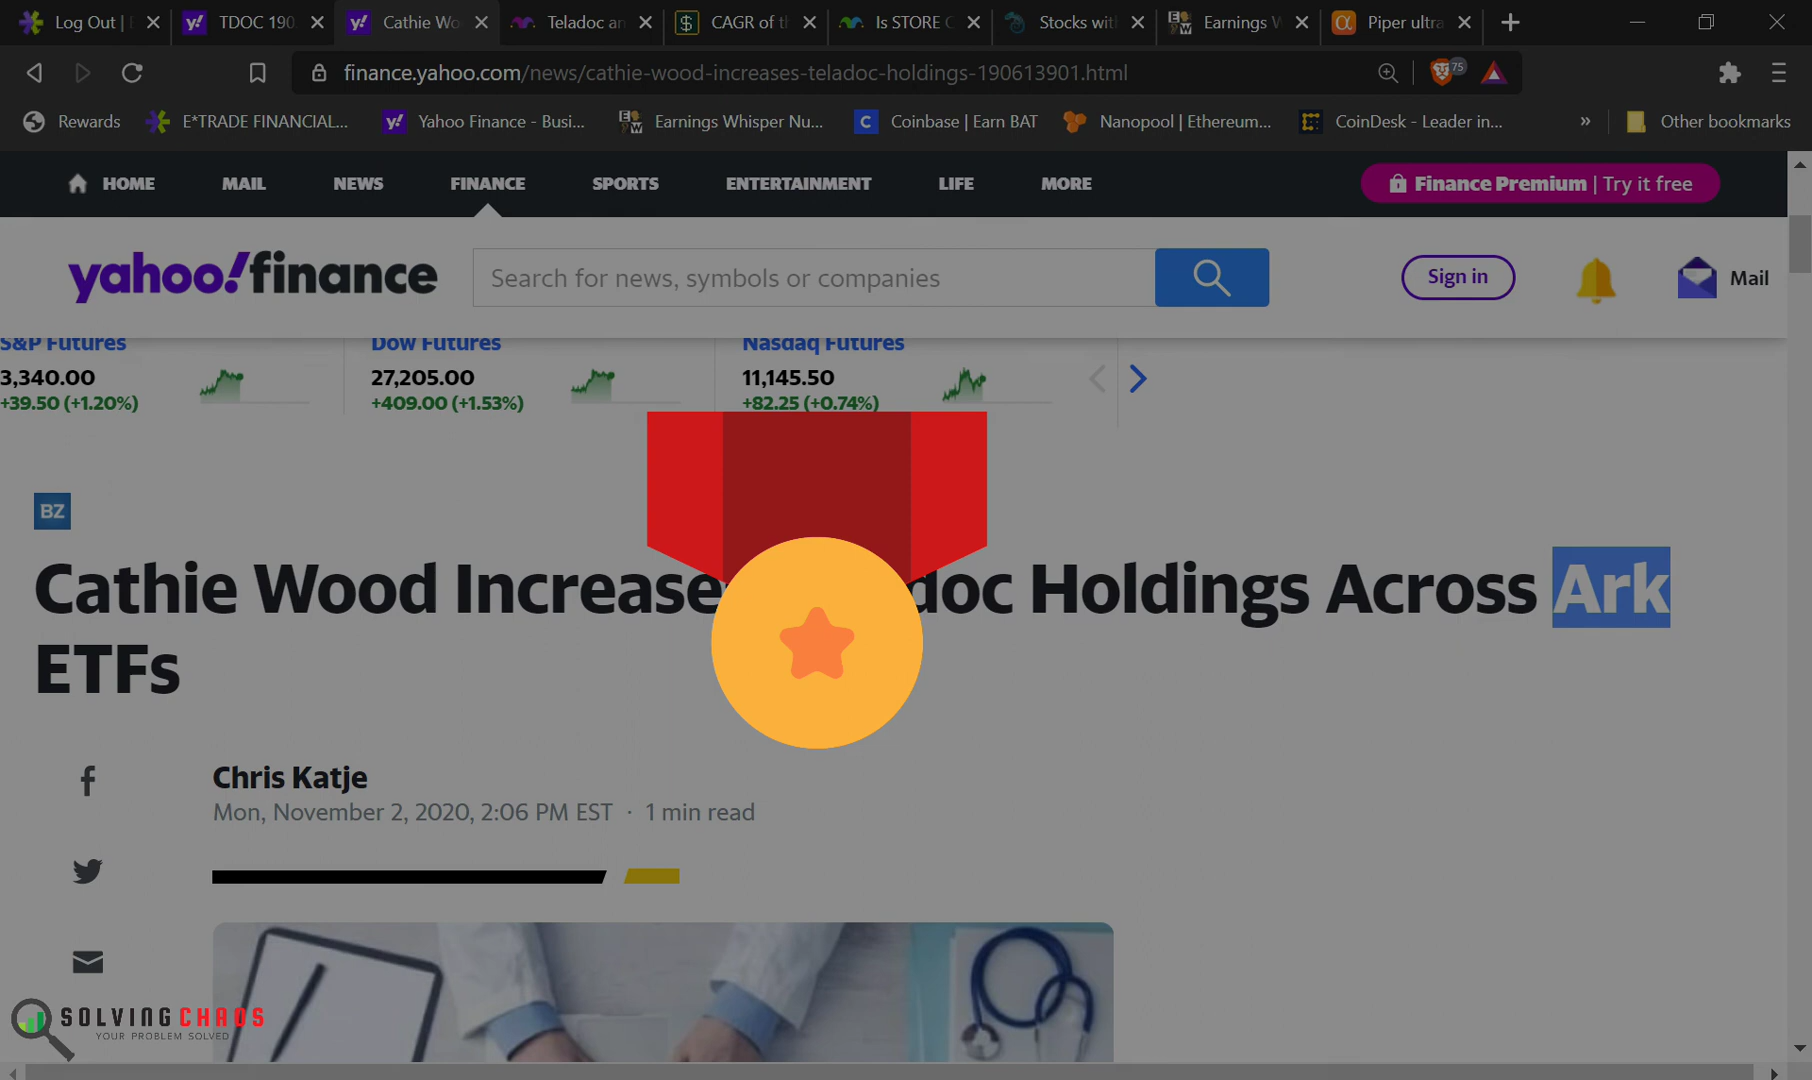 Log Out | E
TDOC 190.
Cathie Wo
Teladoc an
CAGR of th
Is STORE C
Stocks with
Earnings W
Piper ultra
finance.yahoo.com/news/cathie-wood-increases-teladoc-holdings-190613901.html
75
Rewards
E*TRADE FINANCIAL...
Yahoo Finance - Busi...
Earnings Whisper Nu...
Coinbase | Earn BAT
Nanopool | Ethereum...
CoinDesk - Leader in...
»
Other bookmarks
HOME
MAIL
NEWS
FINANCE
SPORTS
ENTERTAINMENT
LIFE
MORE
Finance Premium | Try it free
yahoo!finance
Search for news, symbols or companies
Sign in
Mail
S&P Futures
3,340.00
+39.50 (+1.20%)
Dow Futures
27,205.00
+409.00 (+1.53%)
Nasdaq Futures
11,145.50
+82.25 (+0.74%)
BZ
Cathie Wood Increase doc Holdings Across Ark
ETFs
Chris Katje
Mon, November 2, 2020, 2:06 PM EST · 1 min read
SOLVING CHAOS
YOUR PROBLEM SOLVED